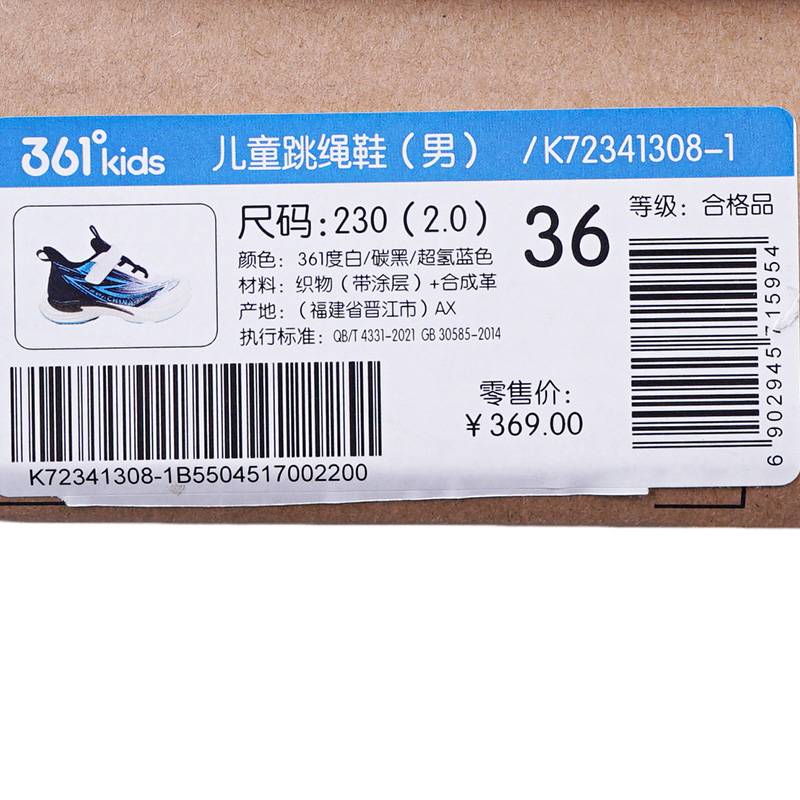 361°kids 儿童跳绳鞋（男） /K72341308-1
尺码：230（2.0）
36
等级：合格品
颜色：361度白/碳黑/超氢蓝色
材料：织物（带涂层）+合成革
产地：（福建省晋江市）AX
执行标准：QB/T 4331-2021 GB 30585-2014
零售价：
￥369.00
K72341308-1B5504517002200
6 902945 715954